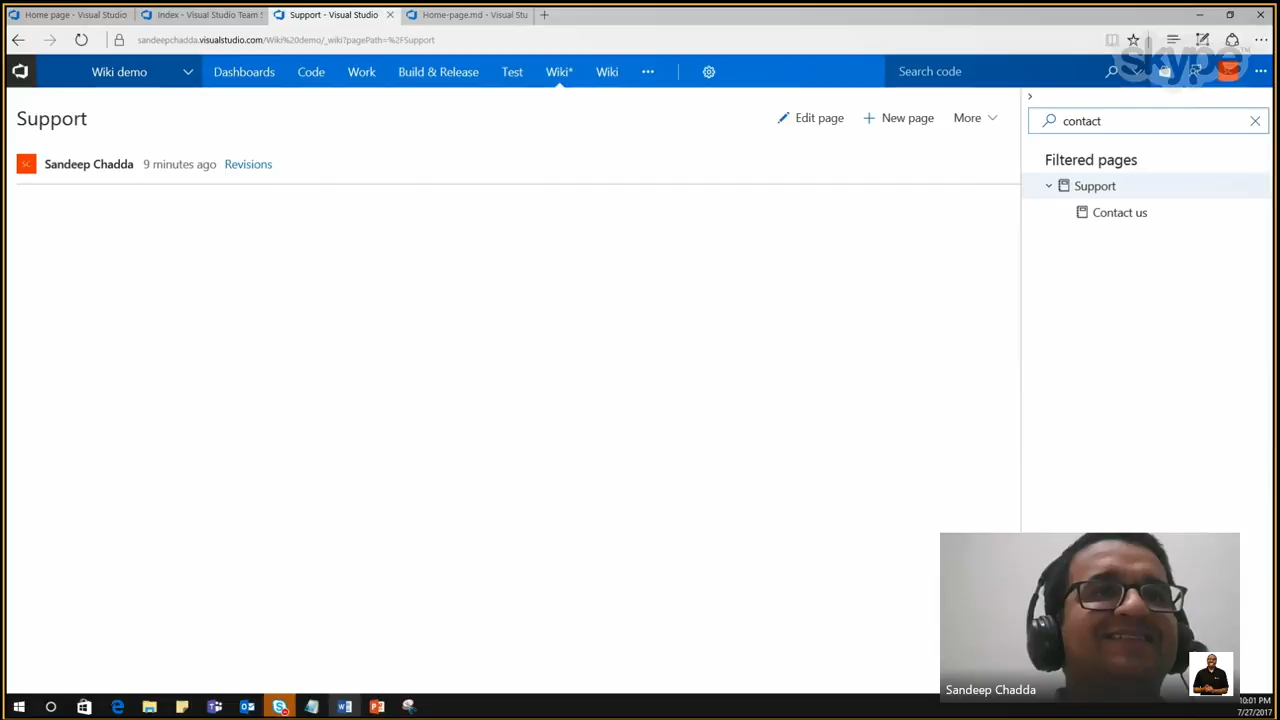 Home page - Visual Studio
Index - Visual Studio Team S
Support - Visual Studio
Home-page.md - Visual Stu
sandeepchadda.visualstudio.com/Wiki%20demo/_wiki?pagePath=%2FSupport
skype™
Wiki demo
Dashboards
Code
Work
Build & Release
Test
Wiki*
Wiki
Search code
Support
Edit page
New page
More
contact
Sandeep Chadda 9 minutes ago Revisions
Filtered pages
Support
Contact us
Sandeep Chadda
10:01 PM
7/27/2017